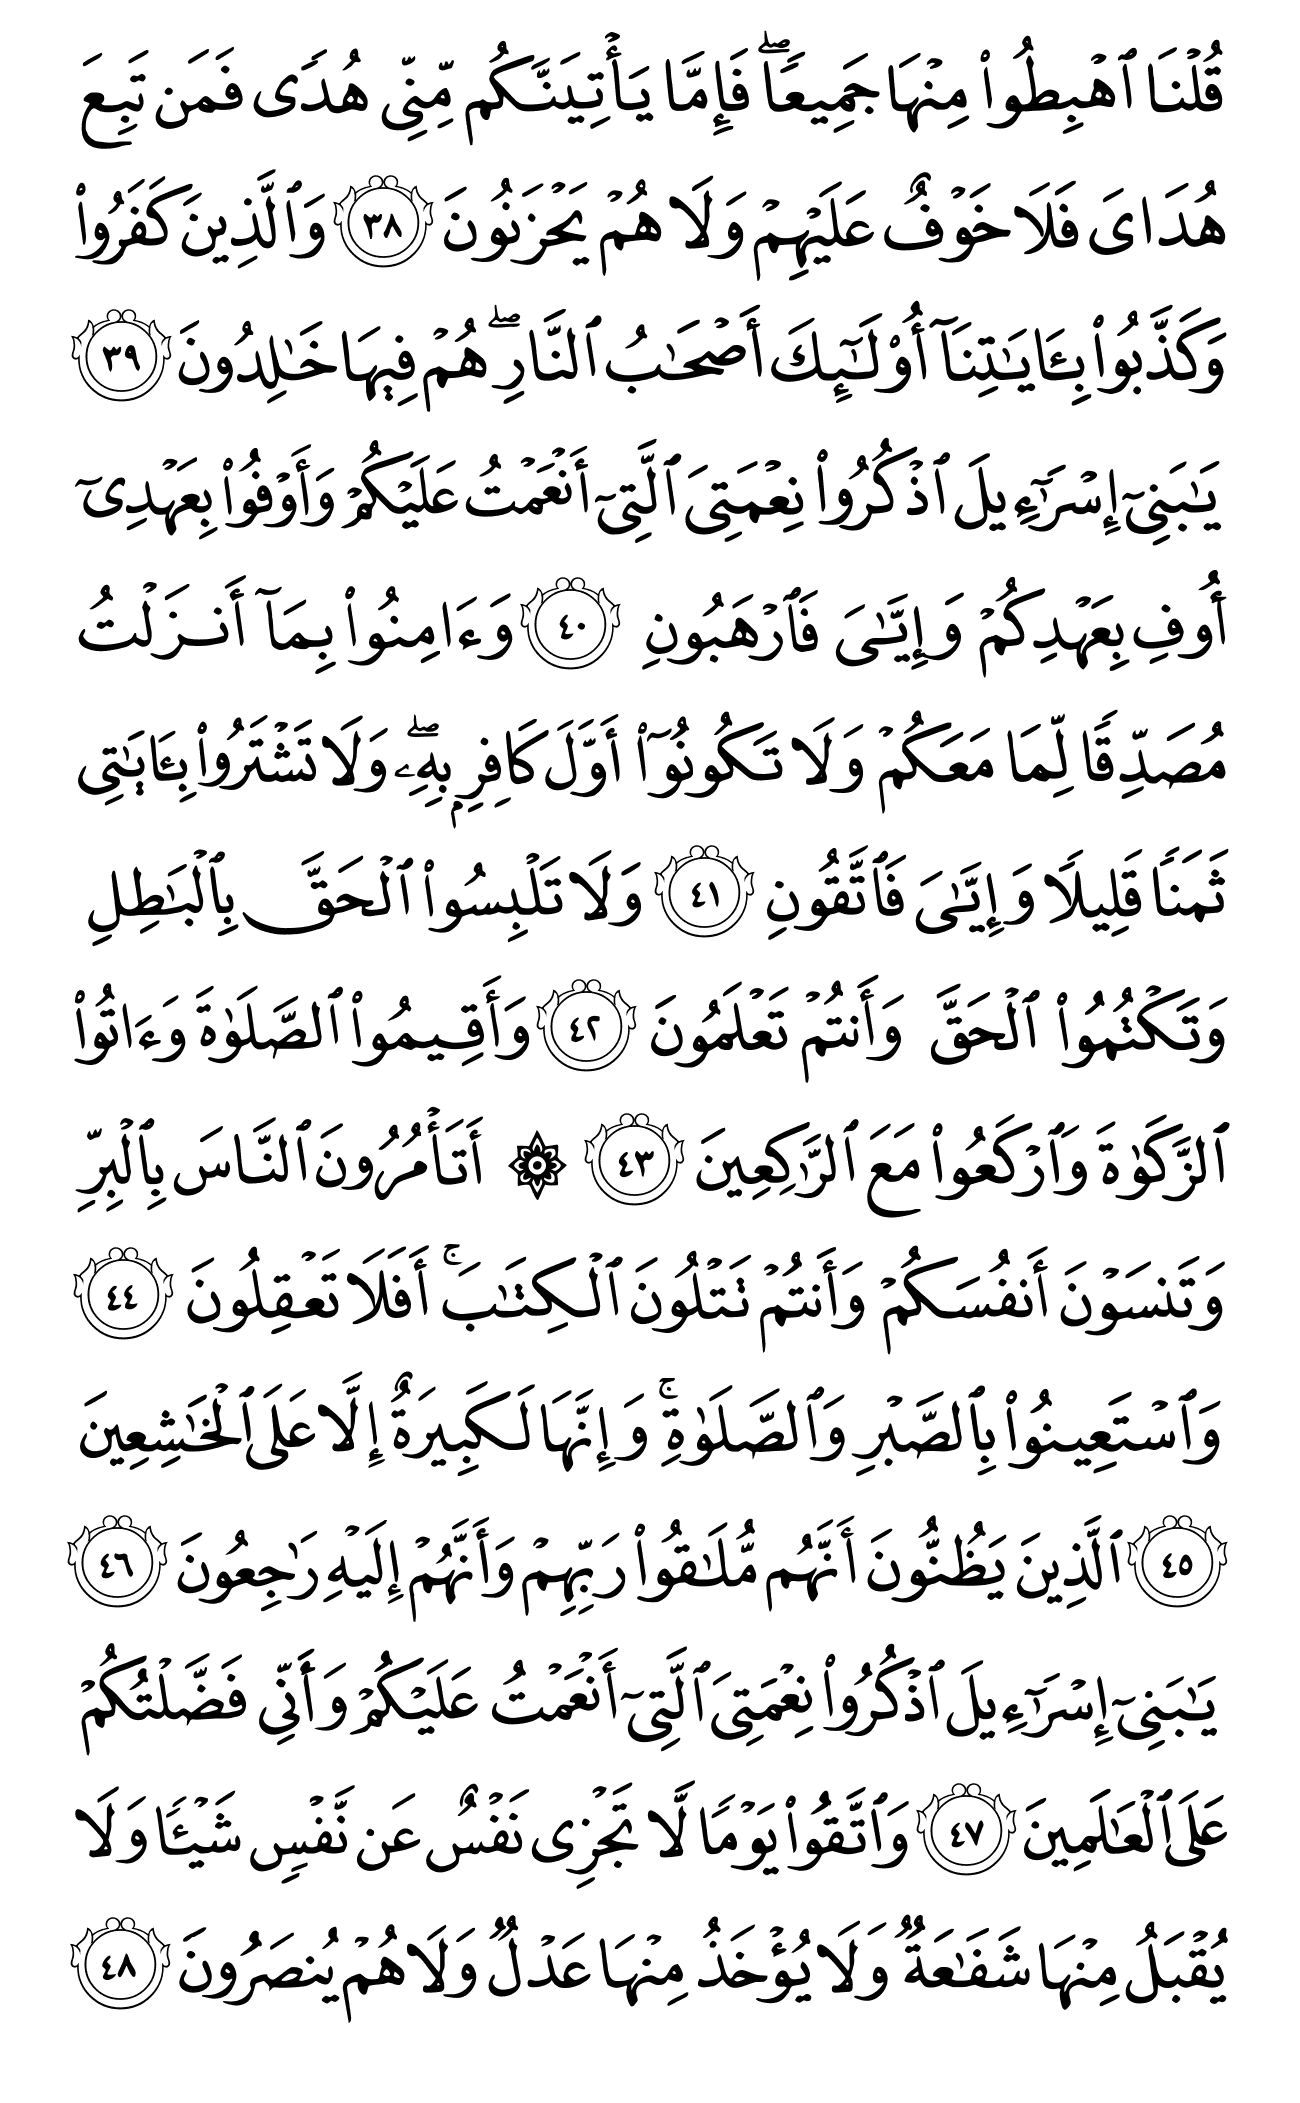 قُلْنَا ٱهْبِطُوا۟ مِنْهَا جَمِيعًۭا ۖ فَإِمَّا يَأْتِيَنَّكُم مِّنِّى هُدًۭى فَمَن تَبِعَ
هُدَاىَ فَلَا خَوْفٌ عَلَيْهِمْ وَلَا هُمْ يَحْزَنُونَ ٣٨ وَٱلَّذِينَ كَفَرُوا۟
وَكَذَّبُوا۟ بِـَٔايَـٰتِنَآ أُو۟لَـٰٓئِكَ أَصْحَـٰبُ ٱلنَّارِ ۖ هُمْ فِيهَا خَـٰلِدُونَ ٣٩
يَـٰبَنِىٓ إِسْرَٰٓءِيلَ ٱذْكُرُوا۟ نِعْمَتِىَ ٱلَّتِىٓ أَنْعَمْتُ عَلَيْكُمْ وَأَوْفُوا۟ بِعَهْدِىٓ
أُوفِ بِعَهْدِكُمْ وَإِيَّـٰىَ فَٱرْهَبُونِ ٤٠ وَءَامِنُوا۟ بِمَآ أَنزَلْتُ
مُصَدِّقًۭا لِّمَا مَعَكُمْ وَلَا تَكُونُوٓا۟ أَوَّلَ كَافِرٍۭ بِهِۦ ۖ وَلَا تَشْتَرُوا۟ بِـَٔايَـٰتِى
ثَمَنًۭا قَلِيلًۭا وَإِيَّـٰىَ فَٱتَّقُونِ ٤١ وَلَا تَلْبِسُوا۟ ٱلْحَقَّ بِٱلْبَـٰطِلِ
وَتَكْتُمُوا۟ ٱلْحَقَّ وَأَنتُمْ تَعْلَمُونَ ٤٢ وَأَقِيمُوا۟ ٱلصَّلَوٰةَ وَءَاتُوا۟
ٱلزَّكَوٰةَ وَٱرْكَعُوا۟ مَعَ ٱلرَّٰكِعِينَ ٤٣ ۞ أَتَأْمُرُونَ ٱلنَّاسَ بِٱلْبِرِّ
وَتَنسَوْنَ أَنفُسَكُمْ وَأَنتُمْ تَتْلُونَ ٱلْكِتَـٰبَ ۚ أَفَلَا تَعْقِلُونَ ٤٤
وَٱسْتَعِينُوا۟ بِٱلصَّبْرِ وَٱلصَّلَوٰةِ ۚ وَإِنَّهَا لَكَبِيرَةٌ إِلَّا عَلَى ٱلْخَـٰشِعِينَ
٤٥ ٱلَّذِينَ يَظُنُّونَ أَنَّهُم مُّلَـٰقُوا۟ رَبِّهِمْ وَأَنَّهُمْ إِلَيْهِ رَٰجِعُونَ ٤٦
يَـٰبَنِىٓ إِسْرَٰٓءِيلَ ٱذْكُرُوا۟ نِعْمَتِىَ ٱلَّتِىٓ أَنْعَمْتُ عَلَيْكُمْ وَأَنِّى فَضَّلْتُكُمْ
عَلَى ٱلْعَـٰلَمِينَ ٤٧ وَٱتَّقُوا۟ يَوْمًۭا لَّا تَجْزِى نَفْسٌ عَن نَّفْسٍۢ شَيْـًۭٔا وَلَا
يُقْبَلُ مِنْهَا شَفَـٰعَةٌۭ وَلَا يُؤْخَذُ مِنْهَا عَدْلٌۭ وَلَا هُمْ يُنصَرُونَ ٤٨